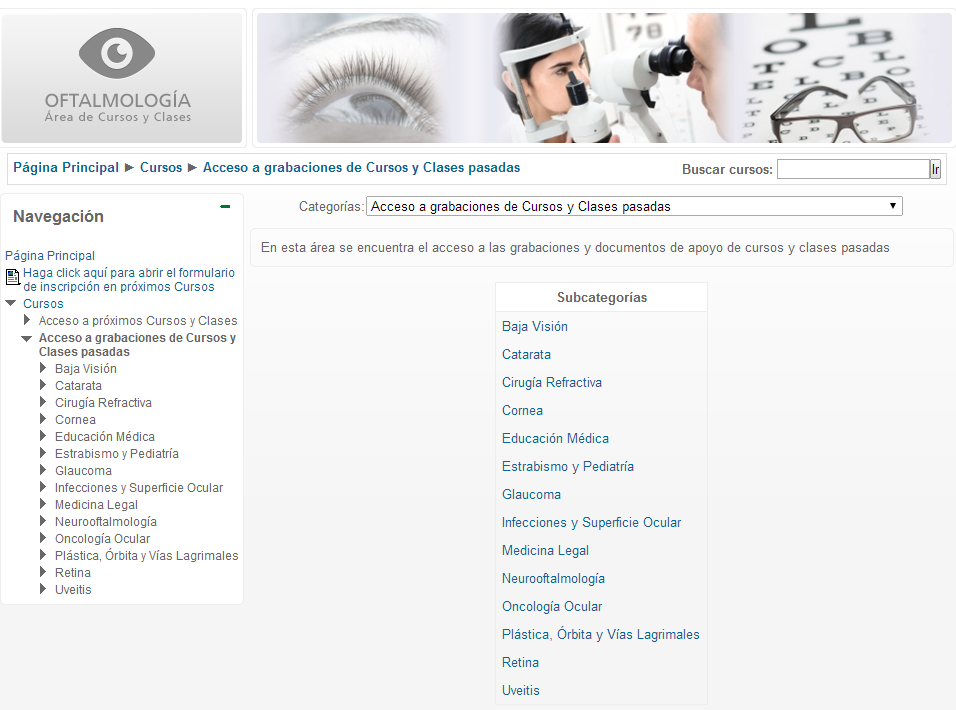 OFTALMOLOGÍA
Área de Cursos y Clases
78
Página Principal ► Cursos ► Acceso a grabaciones de Cursos y Clases pasadas
Buscar cursos:
Ir
Navegación
Página Principal
Haga click aquí para abrir el formulario
de inscripción en próximos Cursos
Cursos
Acceso a próximos Cursos y Clases
Acceso a grabaciones de Cursos y
Clases pasadas
Baja Visión
Catarata
Cirugía Refractiva
Cornea
Educación Médica
Estrabismo y Pediatría
Glaucoma
Infecciones y Superficie Ocular
Medicina Legal
Neurooftalmología
Oncología Ocular
Plástica, Órbita y Vías Lagrimales
Retina
Uveitis
Categorías: Acceso a grabaciones de Cursos y Clases pasadas
En esta área se encuentra el acceso a las grabaciones y documentos de apoyo de cursos y clases pasadas
Subcategorías
Baja Visión
Catarata
Cirugía Refractiva
Cornea
Educación Médica
Estrabismo y Pediatría
Glaucoma
Infecciones y Superficie Ocular
Medicina Legal
Neurooftalmología
Oncología Ocular
Plástica, Órbita y Vías Lagrimales
Retina
Uveitis